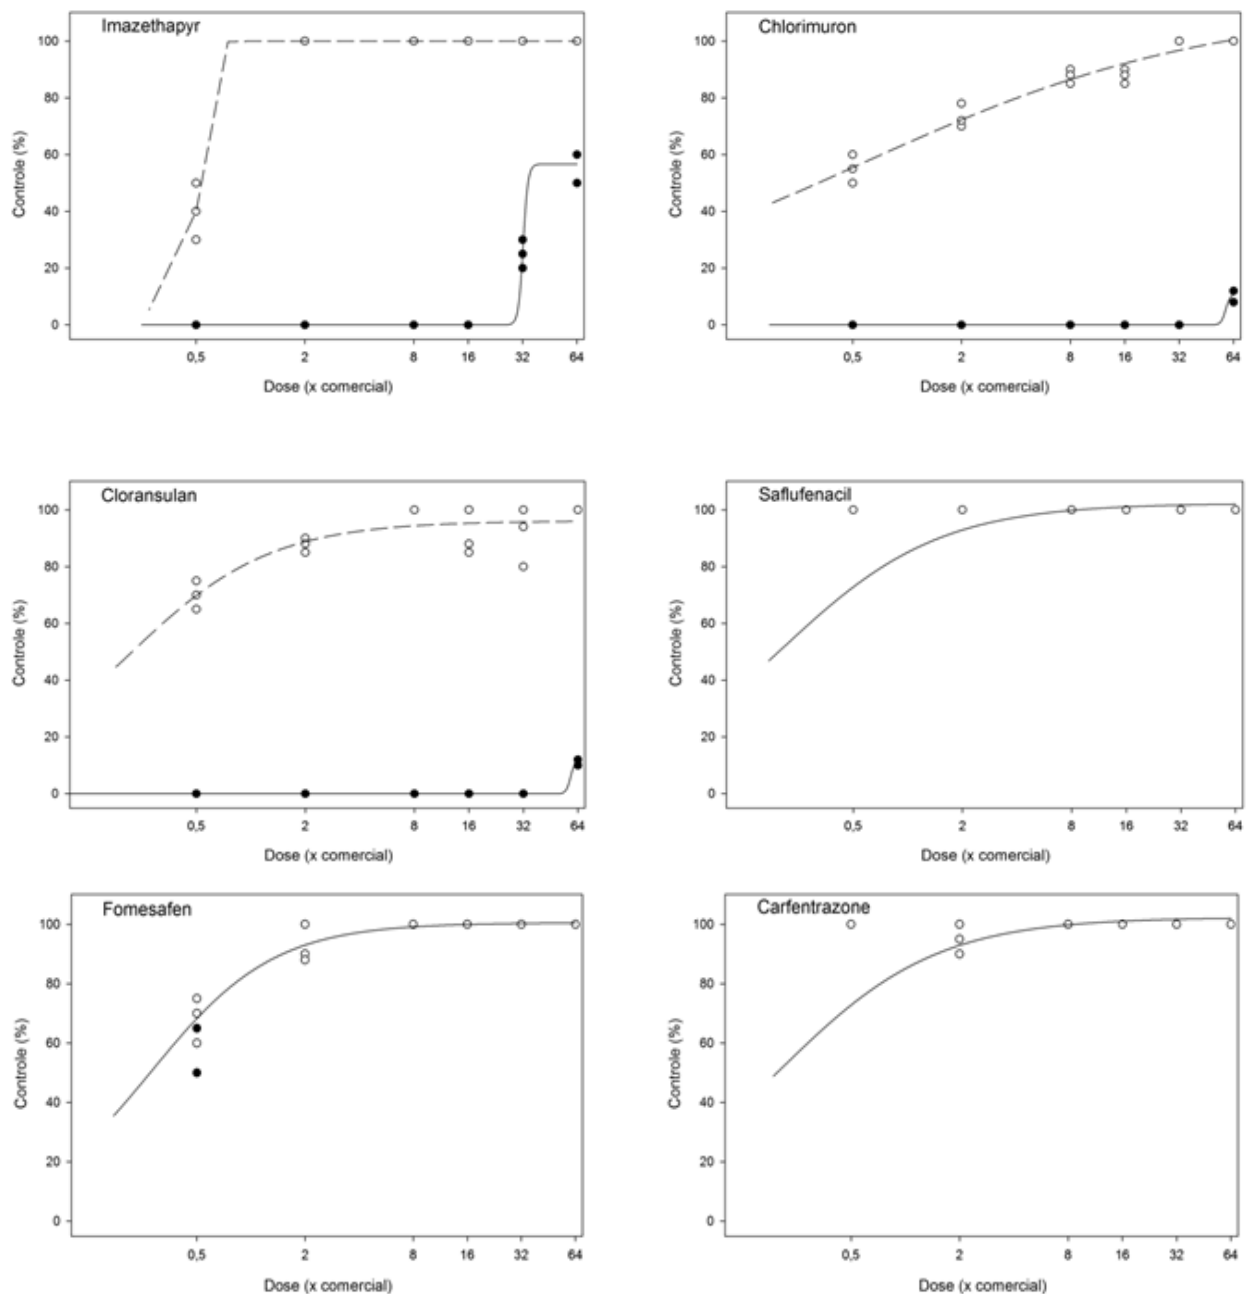 Imazethapyr
100
80
60
40
20
0
Controle (%)
0,5 2 8 16 32 64
Dose (x comercial)
Chlorimuron
100
80
60
40
20
0
Controle (%)
0,5 2 8 16 32 64
Dose (x comercial)
Cloransulan
100
80
60
40
20
0
Controle (%)
0,5 2 8 16 32 64
Dose (x comercial)
Saflufenacil
100
80
60
40
20
0
Controle (%)
0,5 2 8 16 32 64
Dose (x comercial)
Fomesafen
100
80
60
40
20
0
Controle (%)
0,5 2 8 16 32 64
Dose (x comercial)
Carfentrazone
100
80
60
40
20
0
Controle (%)
0,5 2 8 16 32 64
Dose (x comercial)